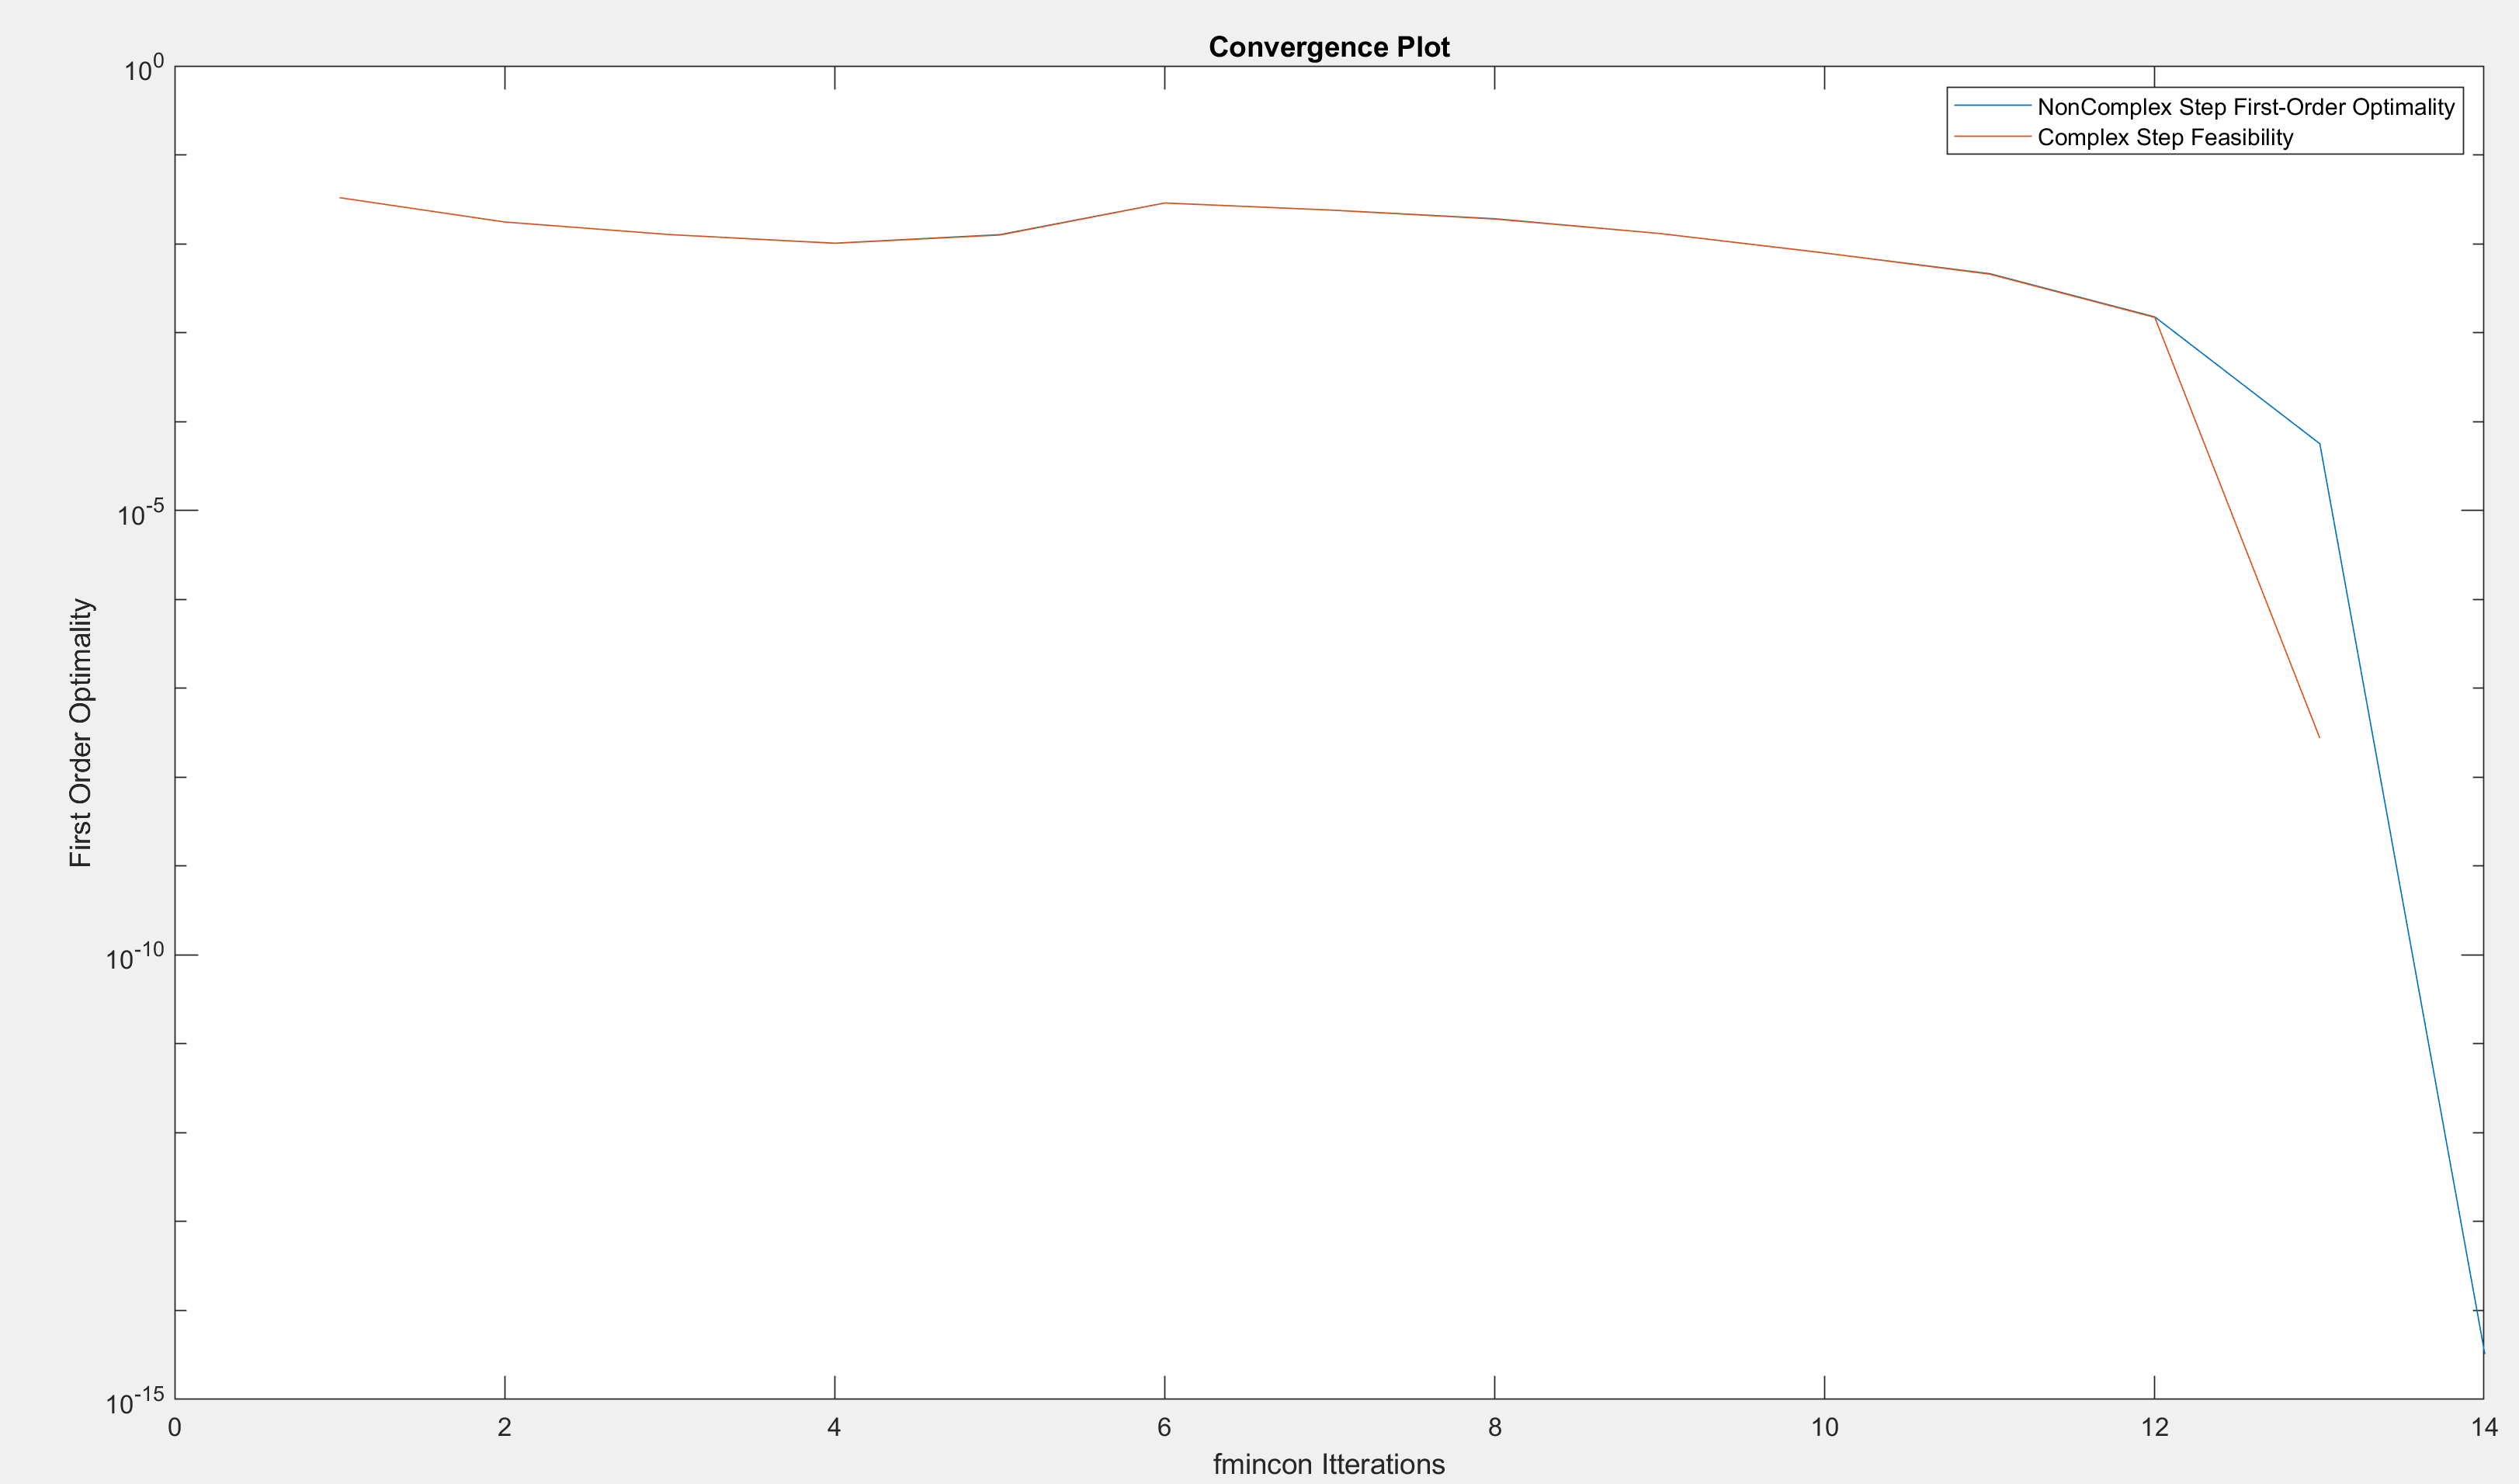 Convergence Plot
10^0
NonComplex Step First-Order Optimality
Complex Step Feasibility
10^-5
First Order Optimality
10^-10
10^-15
0 2 4 6 8 10 12 14
fmincon Itterations